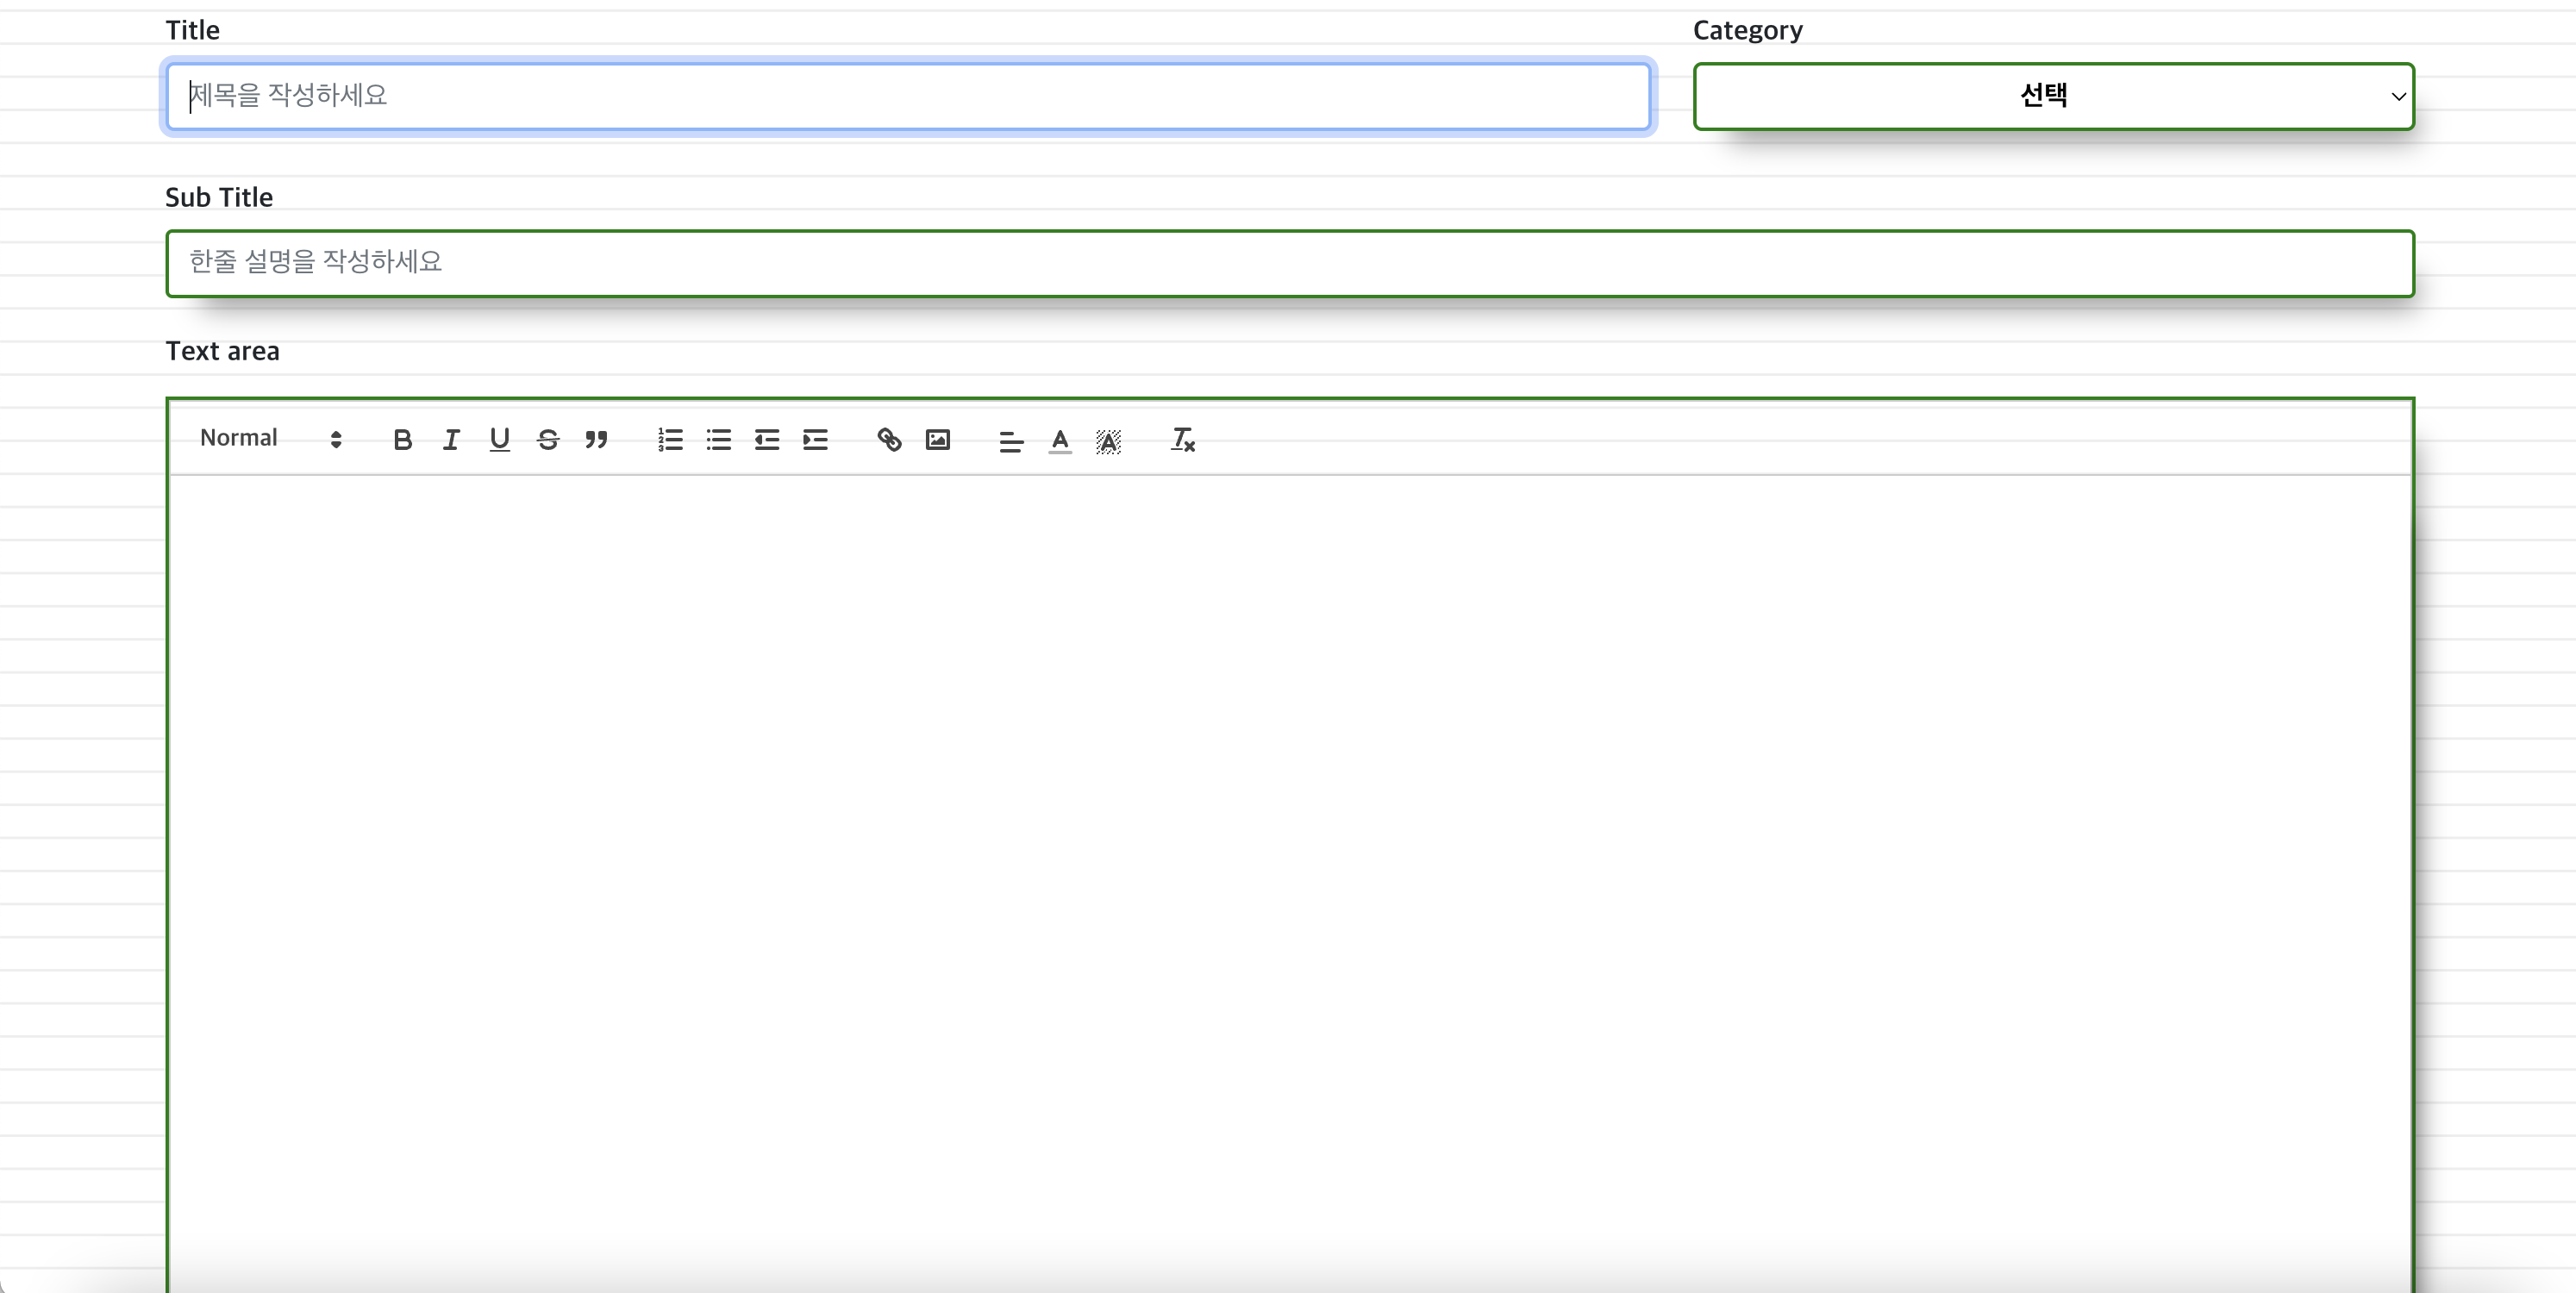 Title
Category
제목을 작성하세요
선택
Sub Title
한줄 설명을 작성하세요
Text area
Normal